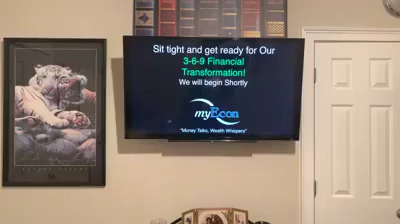 Sit tight and get ready for Our
3-6-9 Financial
Transformation!
We will begin Shortly
myEcon
"Money Talks, Wealth Whispers"